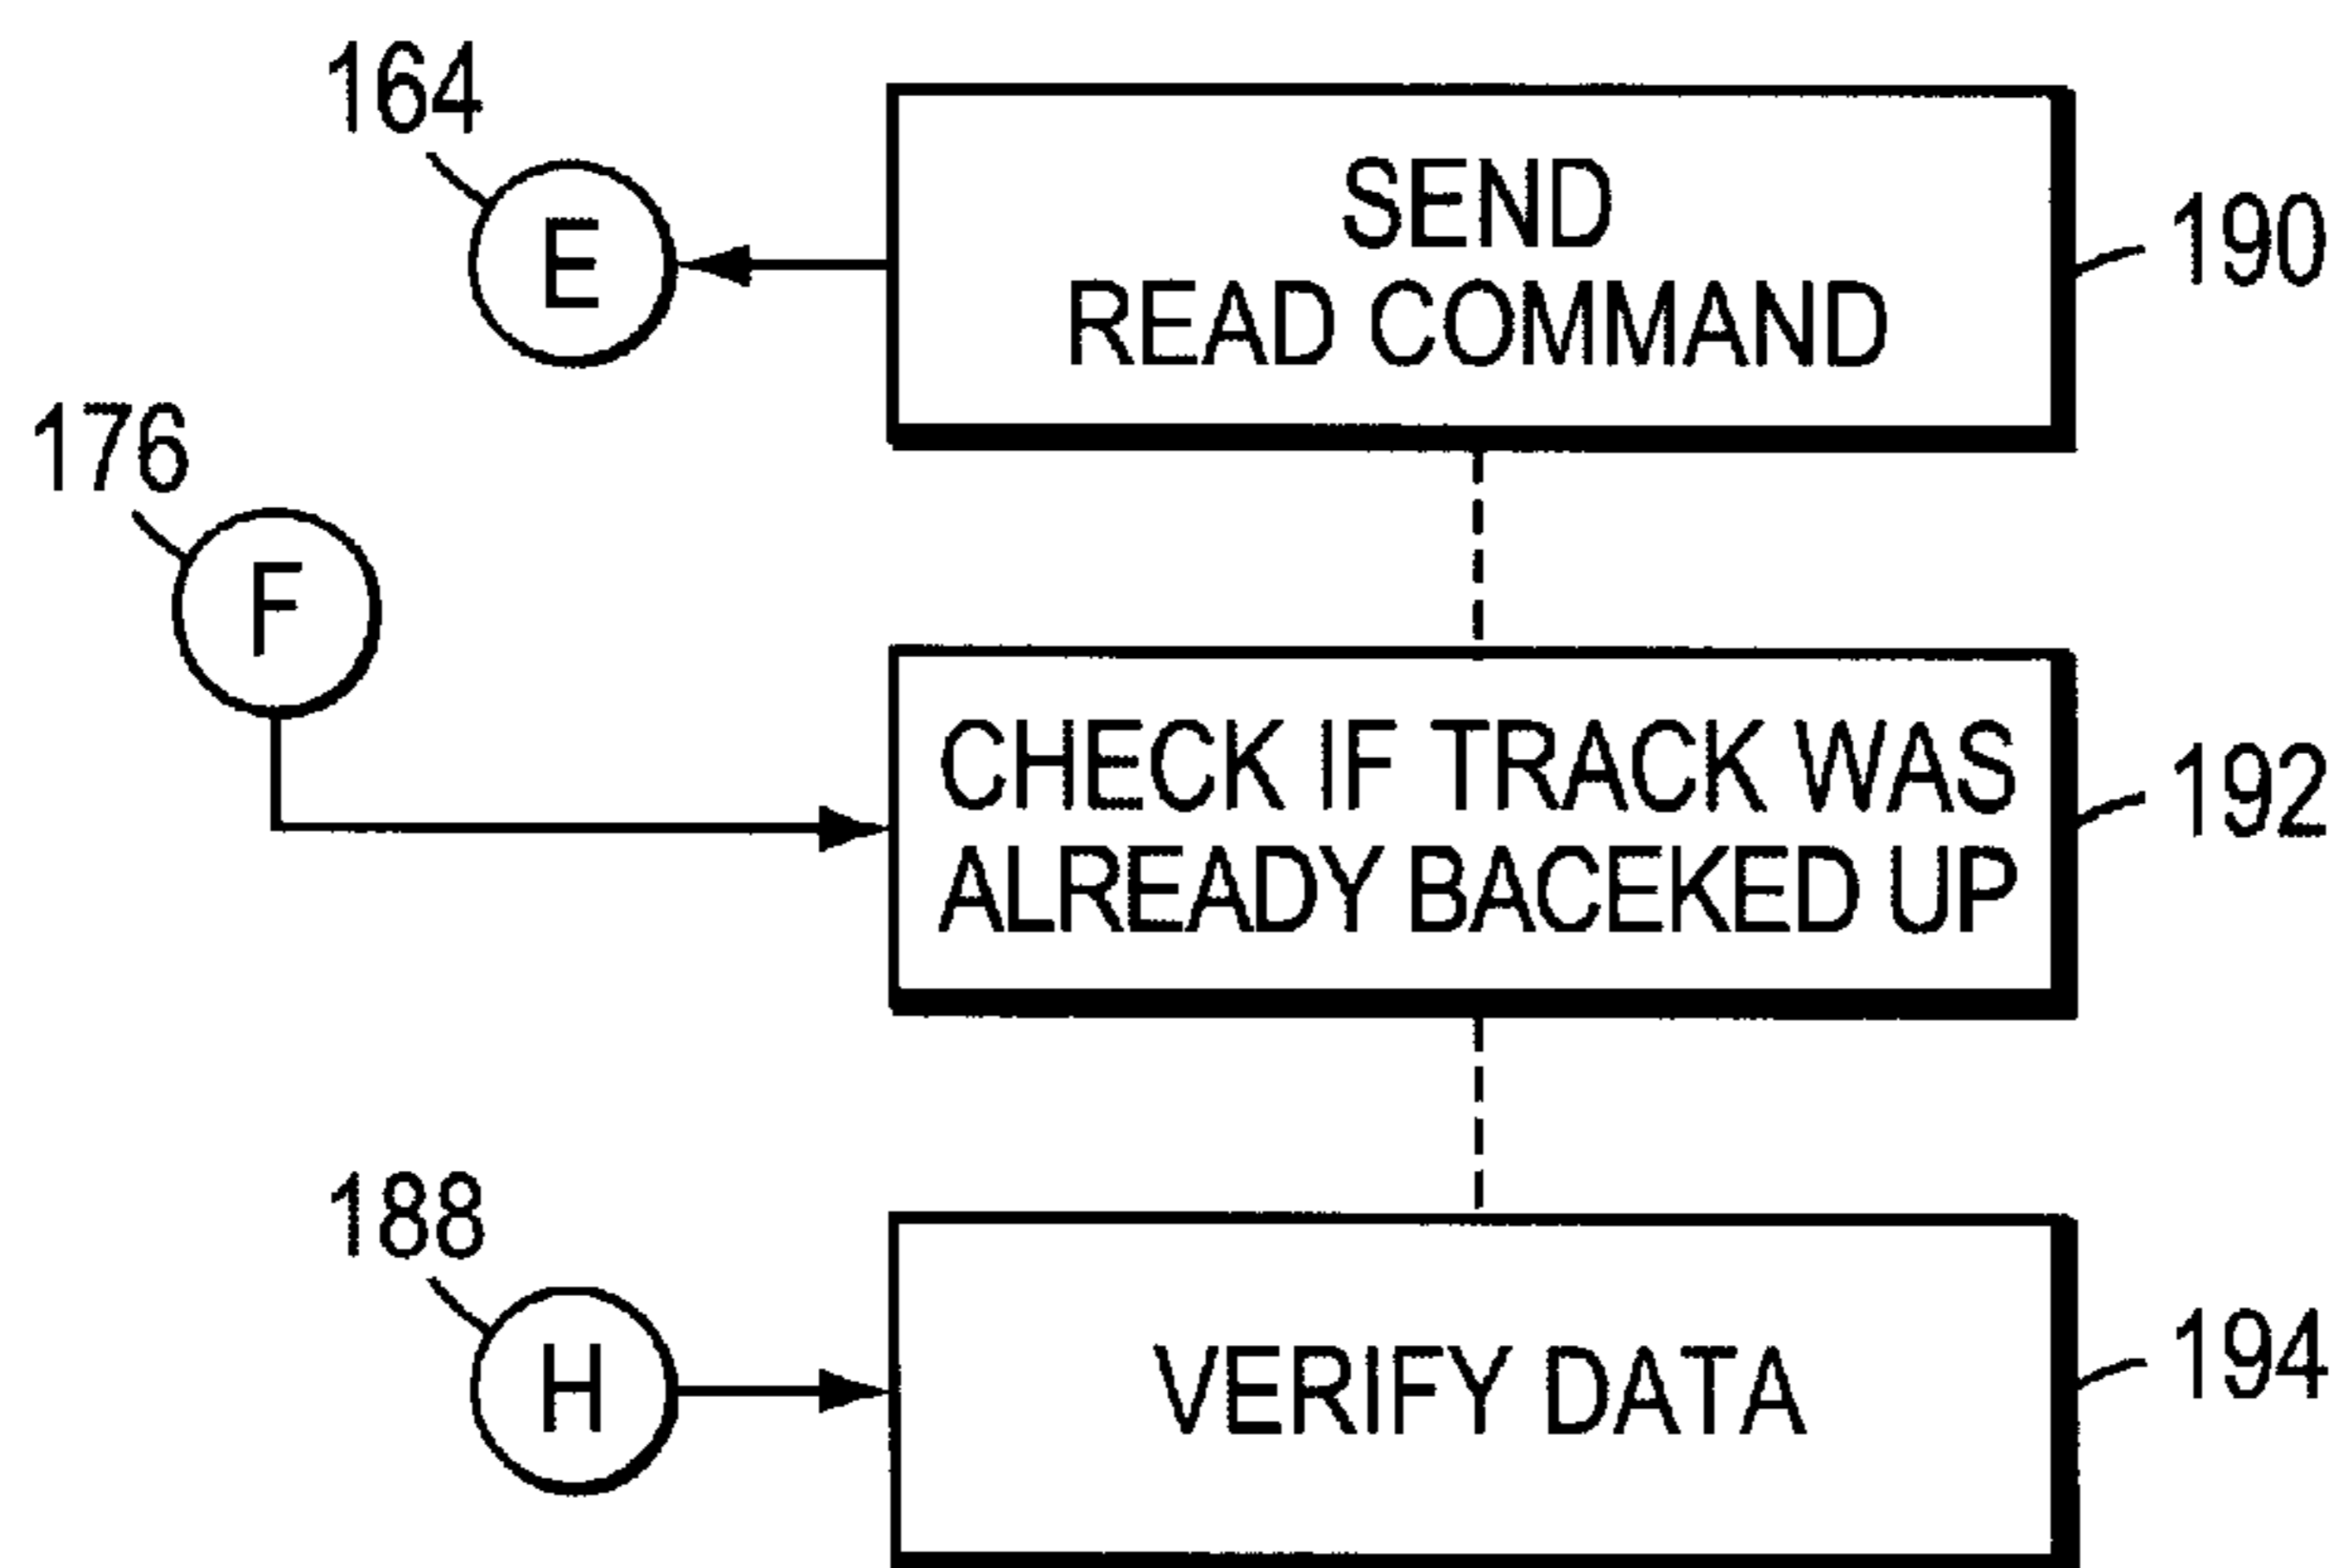 164
E
SEND
READ COMMAND
190
176
F
CHECK IF TRACK WAS
ALREADY BACEKED UP
192
188
H
VERIFY DATA
194